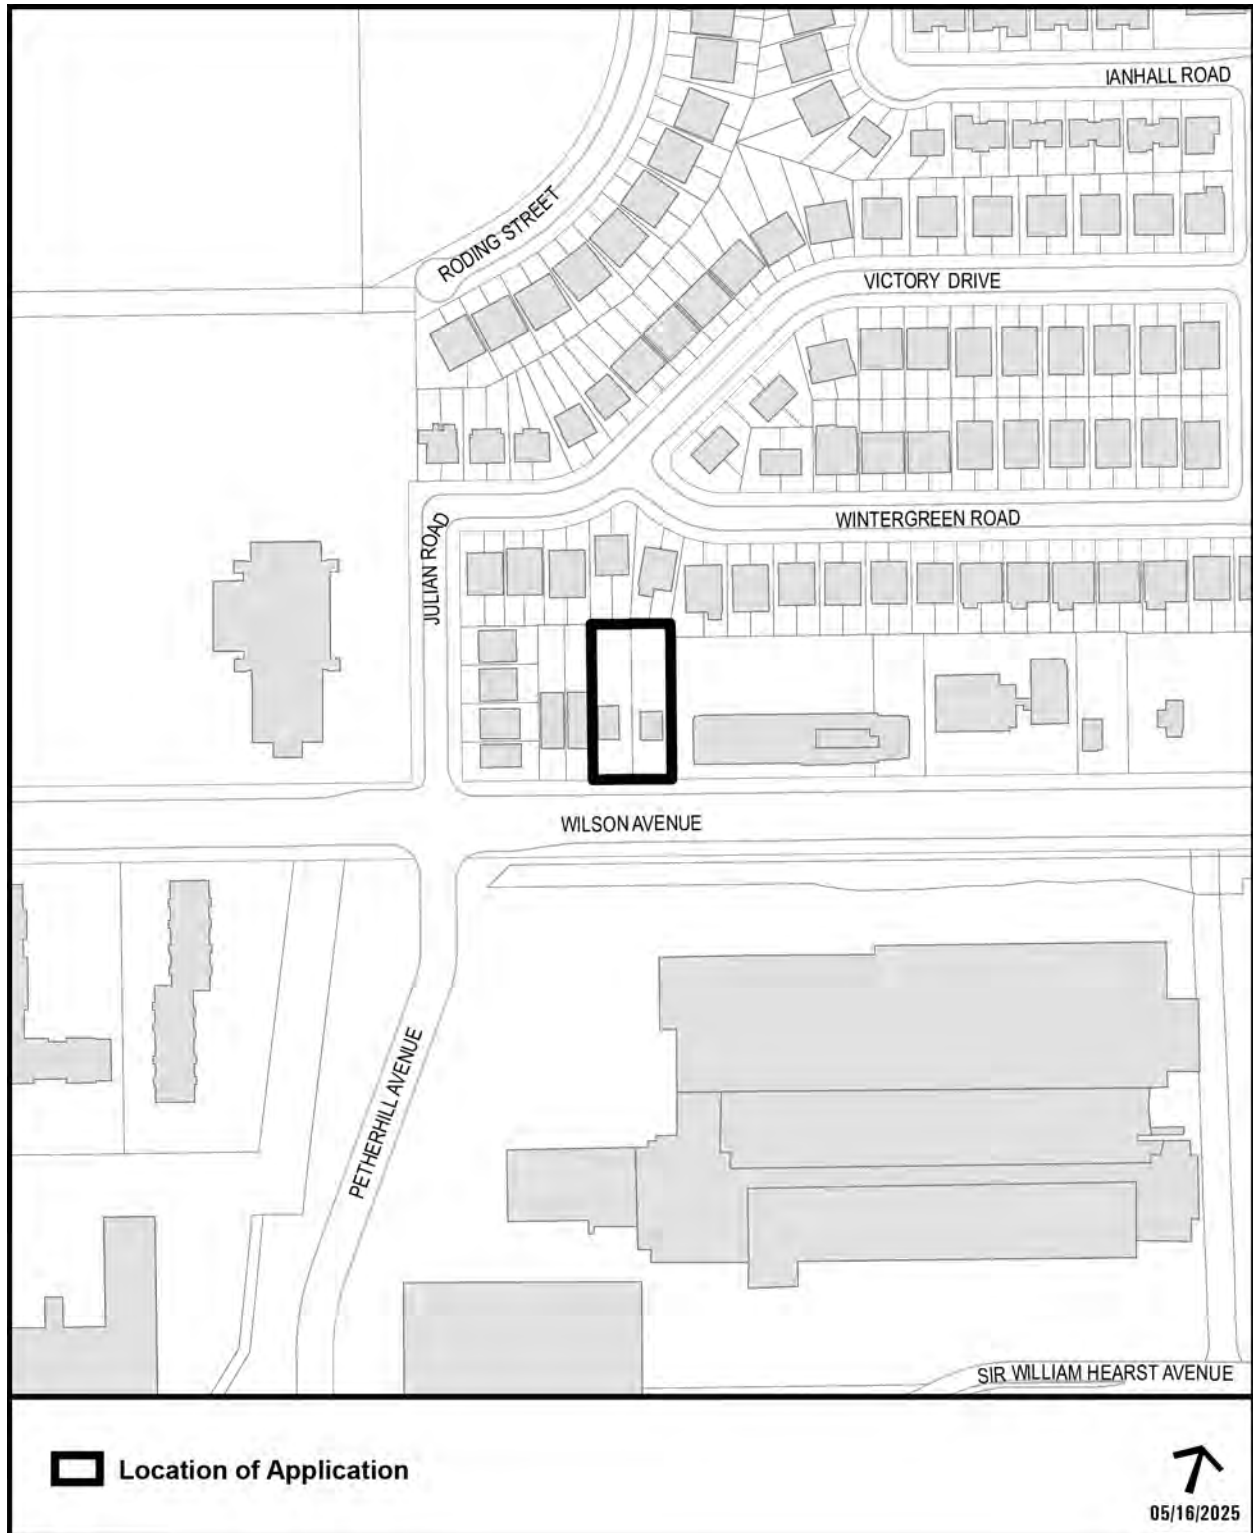 IANHALL ROAD
RODING STREET
VICTORY DRIVE
WINTERGREEN ROAD
JULIAN ROAD
WILSON AVENUE
PETHERHILL AVENUE
SIR WILLIAM HEARST AVENUE
Location of Application
05/16/2025